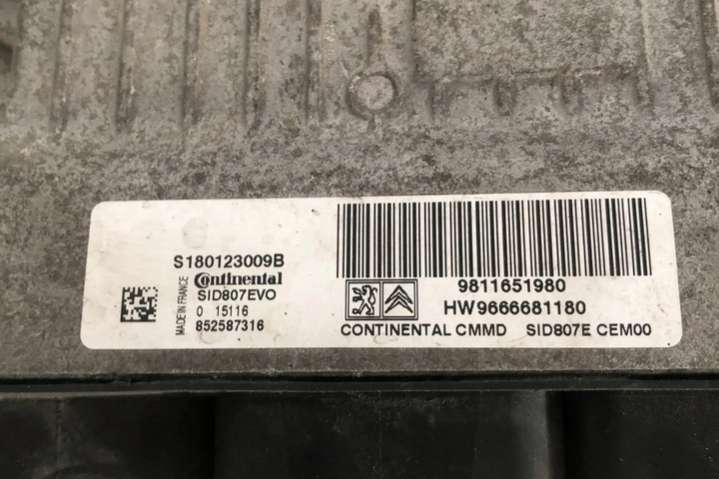 S180123009B
Continental
SID807EVO
0 15116
852587316
MADE IN FRANCE
9811651980
HW9666681180
CONTINENTAL CMMD SID807E CEM00